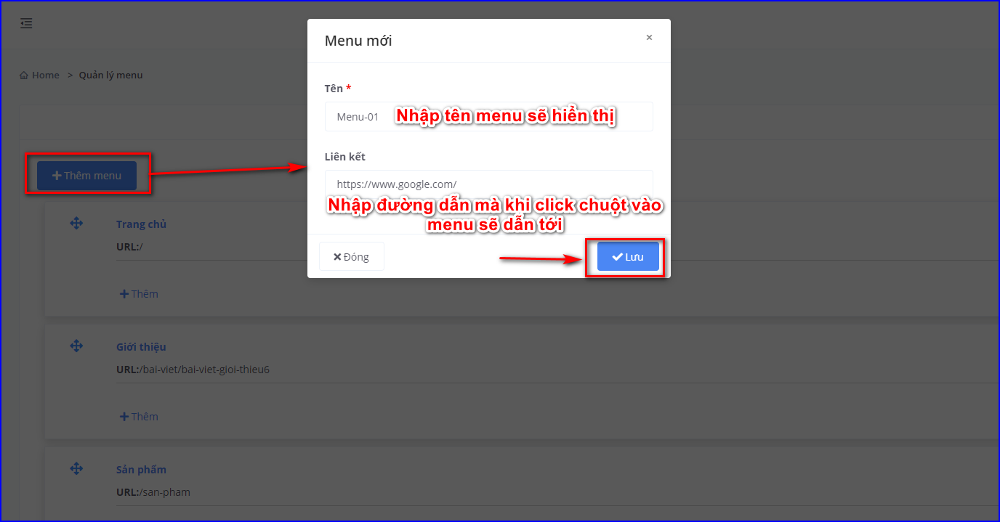 Menu mới
×
Home > Quản lý menu
Tên *
Menu-01
Nhập tên menu sẽ hiển thị
Liên kết
Thêm menu
https://www.google.com/
Nhập đường dẫn mà khi click chuột vào
menu sẽ dẫn tới
Trang chủ
URL:/
Đóng
Lưu
Thêm
Giới thiệu
URL:/bai-viet/bai-viet-gioi-thieu6
Thêm
Sản phẩm
URL:/san-pham